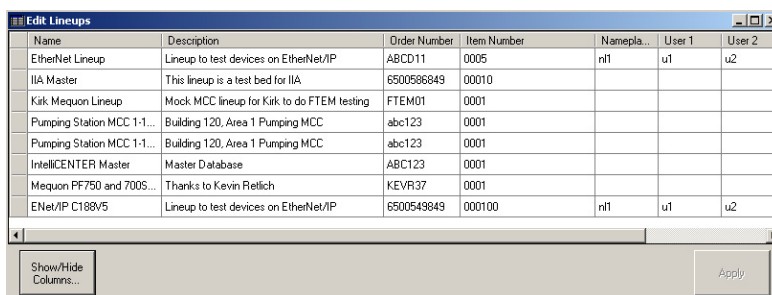 Edit Lineups
Name Description Order Number Item Number Namepla... User 1 User 2
EtherNet Lineup Lineup to test devices on EtherNet/IP ABCD11 0005 nl1 u1 u2
IIA Master This lineup is a test bed for IIA 6500586849 00010
Kirk Mequon Lineup Mock MCC lineup for Kirk to do FTEM testing FTEM01 0001
Pumping Station MCC 1-1... Building 120, Area 1 Pumping MCC abc123 0001
Pumping Station MCC 1-1... Building 120, Area 1 Pumping MCC abc123 0001
IntelliCENTER Master Master Database ABC123 0001
Mequon PF750 and 700S... Thanks to Kevin Retlich KEVR37 0001
ENet/IP C188V5 Lineup to test devices on EtherNet/IP 6500549849 000100 nl1 u1 u2
Show/Hide
Columns...
Apply